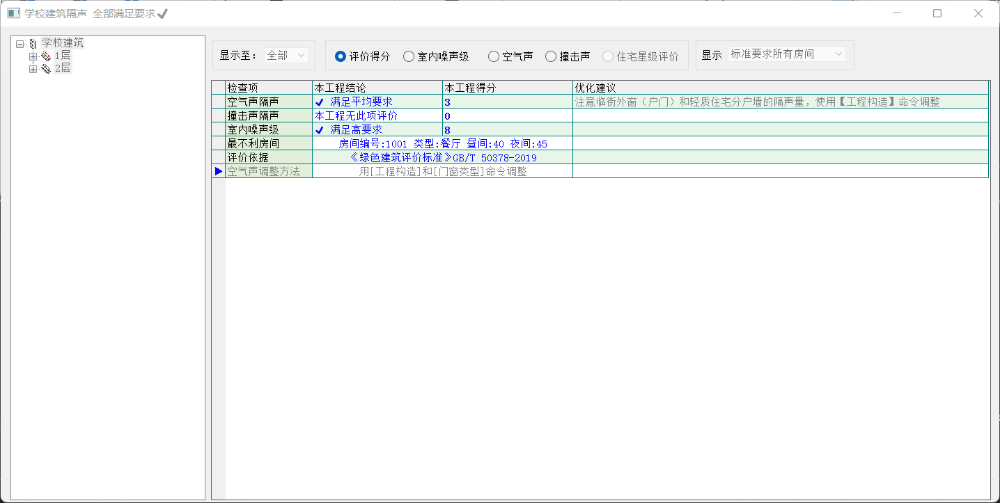 学校建筑隔声 全部满足要求✔
学校建筑
1层
2层
显示至： 全部
评价得分 室内噪声级 空气声 撞击声 住宅星级评价
显示 标准要求所有房间
检查项 本工程结论 本工程得分 优化建议
空气声隔声 ✔ 满足平均要求 3 注意临街外窗（户门）和轻质住宅分户墙的隔声量，使用【工程构造】命令调整
撞击声隔声 本工程无此项评价 0
室内噪声级 ✔ 满足高要求 8
最不利房间 房间编号:1001 类型:餐厅 昼间:40 夜间:45
评价依据 《绿色建筑评价标准》GB/T 50378-2019
空气声调整方法 用[工程构造]和[门窗类型]命令调整